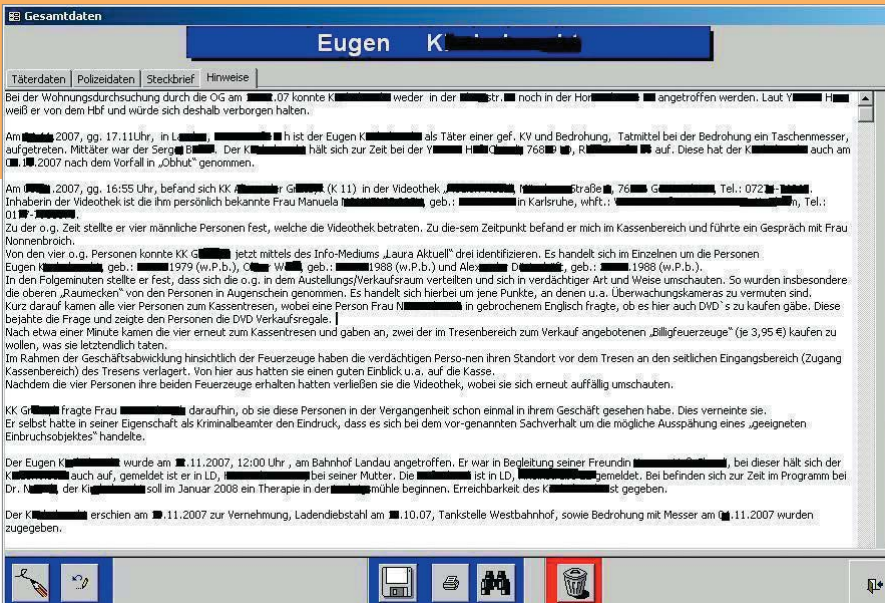 Gesamtdaten
Eugen K
Täterdaten Polizeidaten Steckbrief Hinweise
Bei der Wohnungsdurchsuchung durch die OG am .07 konnte K weder in der str. noch in der Hor angetroffen werden. Laut Y H
weiß er von dem Hbf und würde sich deshalb verborgen halten.
Am .2007, gg. 17.11Uhr, in La , h ist der Eugen K als Täter einer gef. KV und Bedrohung, Tatmittel bei der Bedrohung ein Taschenmesser,
aufgetreten. Mittäter war der Serge B . Der K hält sich zur Zeit bei der Y H , 768 , R auf. Diese hat der K auch am
nach dem Vorfall in „Obhut" genommen.
Am .2007, gg. 16:55 Uhr, befand sich KK A er Gr (K 11) in der Videothek „ , Straße , 76 G , Tel.: 072 .
Inhaberin der Videothek ist die ihm persönlich bekannte Frau Manuela , geb.: in Karlsruhe, whft.: , Tel.:
01
Zu der o.g. Zeit stellte er vier männliche Personen fest, welche die Videothek betraten. Zu die-sem Zeitpunkt befand er mich im Kassenbereich und führte ein Gespräch mit Frau
Nonnenbroich.
Von den vier o.g. Personen konnte KK G jetzt mittels des Info-Mediums „Laura Aktuell" drei identifizieren. Es handelt sich im Einzelnen um die Personen
Eugen K , geb.: 1979 (w.P.b.), O W , geb.: 1988 (w.P.b.) und Alex D , geb.: .1988 (w.P.b.).
In den Folgeminuten stellte er fest, dass sich die o.g. in dem Austellungs/Verkaufsraum verteilten und sich in verdächtiger Art und Weise umschauten. So wurden insbesondere
die oberen „Raumecken" von den Personen in Augenschein genommen. Es handelt sich hierbei um jene Punkte, an denen u.a. Überwachungskameras zu vermuten sind.
Kurz darauf kamen alle vier Personen zum Kassentresen, wobei eine Person Frau N in gebrochenem Englisch fragte, ob es hier auch DVD`s zu kaufen gäbe. Diese
bejahte die Frage und zeigte den Personen die DVD Verkaufsregale.
Nach etwa einer Minute kamen die vier erneut zum Kassentresen und gaben an, zwei der im Tresenbereich zum Verkauf angebotenen „Billigfeuerzeuge" (je 3,95 €) kaufen zu
wollen, was sie letztendlich taten.
Im Rahmen der Geschäftsabwicklung hinsichtlich der Feuerzeuge haben die verdächtigen Perso-nen ihren Standort vor dem Tresen an den seitlichen Eingangsbereich (Zugang
Kassenbereich) des Tresens verlagert. Von hier aus hatten sie einen guten Einblick u.a. auf die Kasse.
Nachdem die vier Personen ihre beiden Feuerzeuge erhalten hatten verließen sie die Videothek, wobei sie sich erneut auffällig umschauten.
KK Gr fragte Frau daraufhin, ob sie diese Personen in der Vergangenheit schon einmal in ihrem Geschäft gesehen habe. Dies verneinte sie.
Er selbst hatte in seiner Eigenschaft als Kriminalbeamter den Eindruck, dass es sich bei dem vor-genannten Sachverhalt um die mögliche Ausspähung eines „geeigneten
Einbruchsobjektes" handelte.
Der Eugen K wurde am .11.2007, 12:00 Uhr , am Bahnhof Landau angetroffen. Er war in Begleitung seiner Freundin , bei dieser hält sich der
K auch auf, gemeldet ist er in LD, bei seiner Mutter. Die ist in LD, gemeldet. Bei befinden sich zur Zeit im Programm bei
Dr. N , der Ki soll im Januar 2008 ein Therapie in der mühle beginnen. Erreichbarkeit des K st gegeben.
Der K erschien am .11.2007 zur Vernehmung, Ladendiebstahl am .10.07, Tankstelle Westbahnhof, sowie Bedrohung mit Messer am .11.2007 wurden
zugegeben.